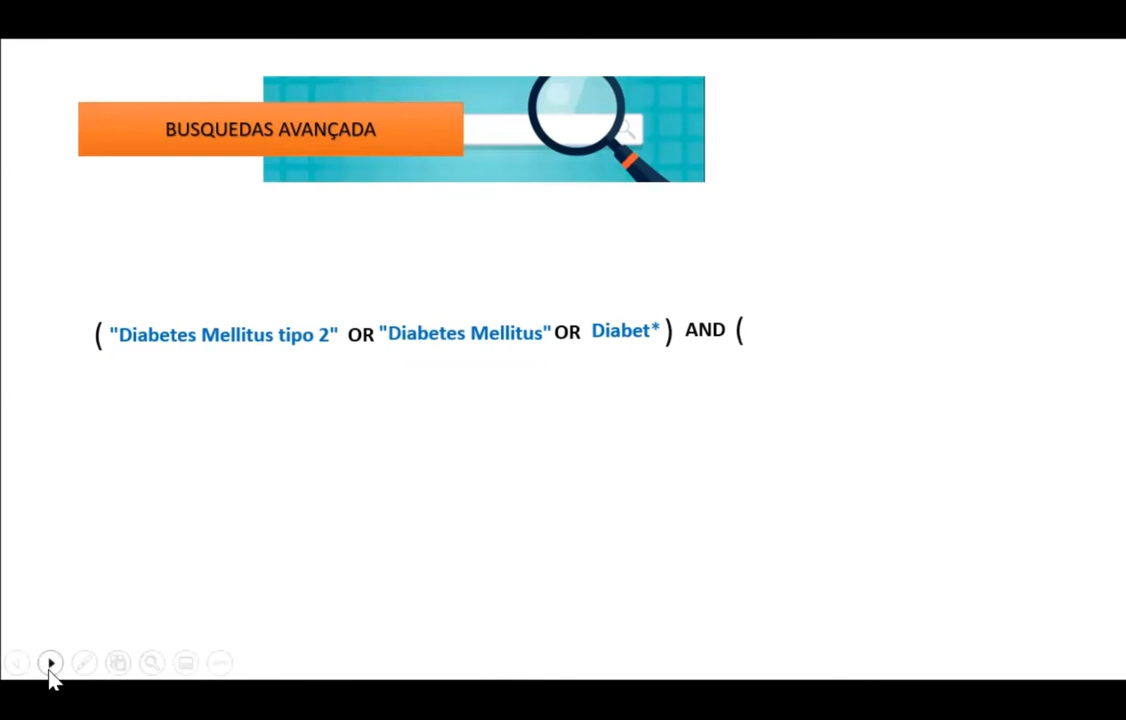 BUSQUEDAS AVANÇADA
( "Diabetes Mellitus tipo 2" OR "Diabetes Mellitus" OR Diabet* ) AND (